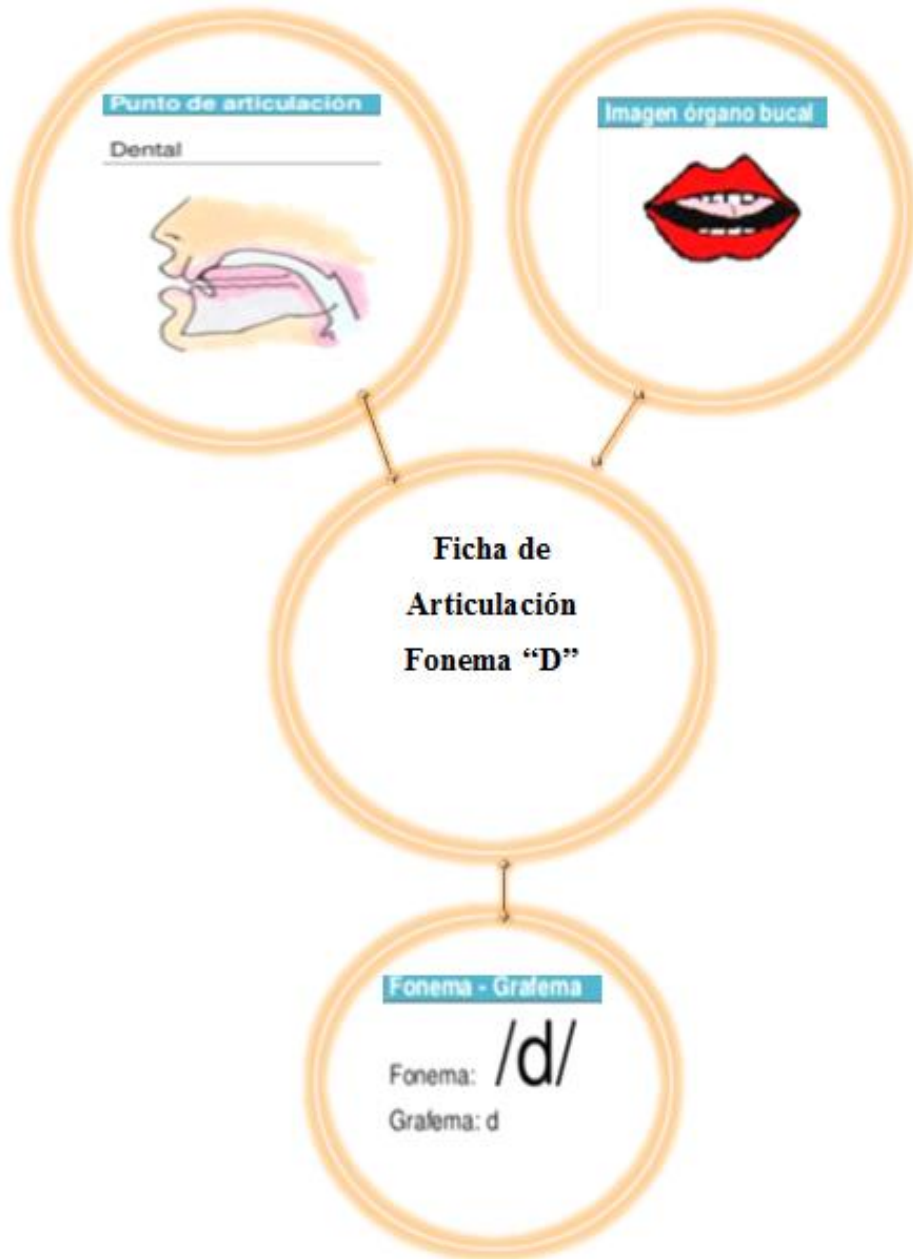 Punto de articulación
Dental
Imagen órgano bucal
Ficha de
Articulación
Fonema “D”
Fonema - Grafema
Fonema: /d/
Grafema: d